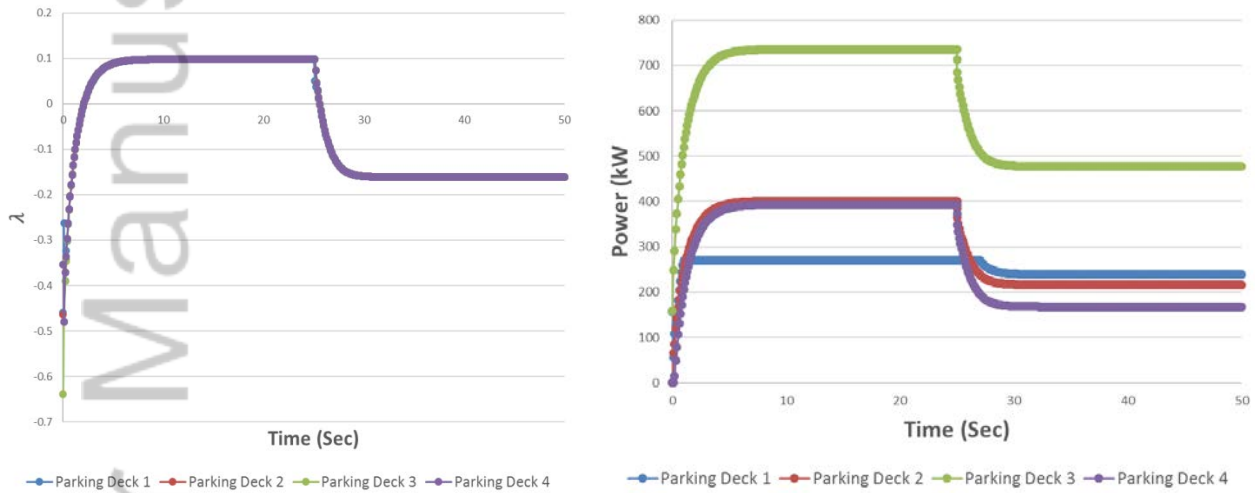 0.2
0.1
0
-0.1
-0.2
-0.3
-0.4
-0.5
-0.6
-0.7
λ
0 10 20 30 40 50
Time (Sec)
Parking Deck 1 Parking Deck 2 Parking Deck 3 Parking Deck 4
800
700
600
500
400
300
200
100
0
Power (kW
0 10 20 30 40 50
Time (Sec)
Parking Deck 1 Parking Deck 2 Parking Deck 3 Parking Deck 4
Manus